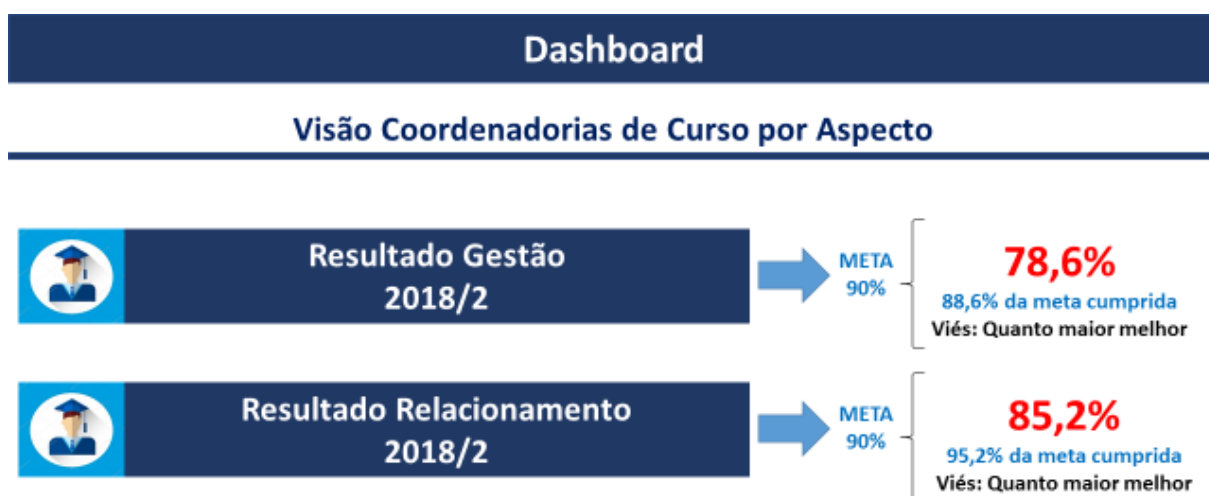 Dashboard
Visão Coordenadorias de Curso por Aspecto
Resultado Gestão
2018/2
META
90%
78,6%
88,6% da meta cumprida
Viés: Quanto maior melhor
Resultado Relacionamento
2018/2
META
90%
85,2%
95,2% da meta cumprida
Viés: Quanto maior melhor